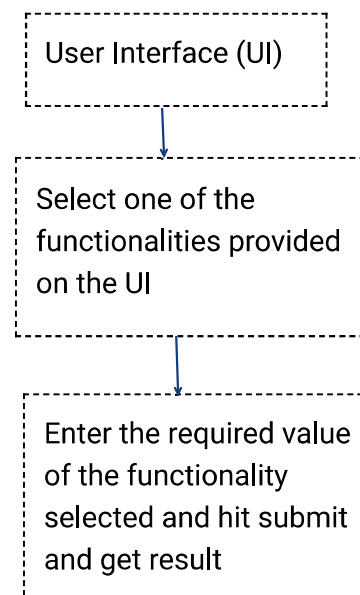 User Interface (UI)
Select one of the
functionalities provided
on the UI
Enter the required value
of the functionality
selected and hit submit
and get result